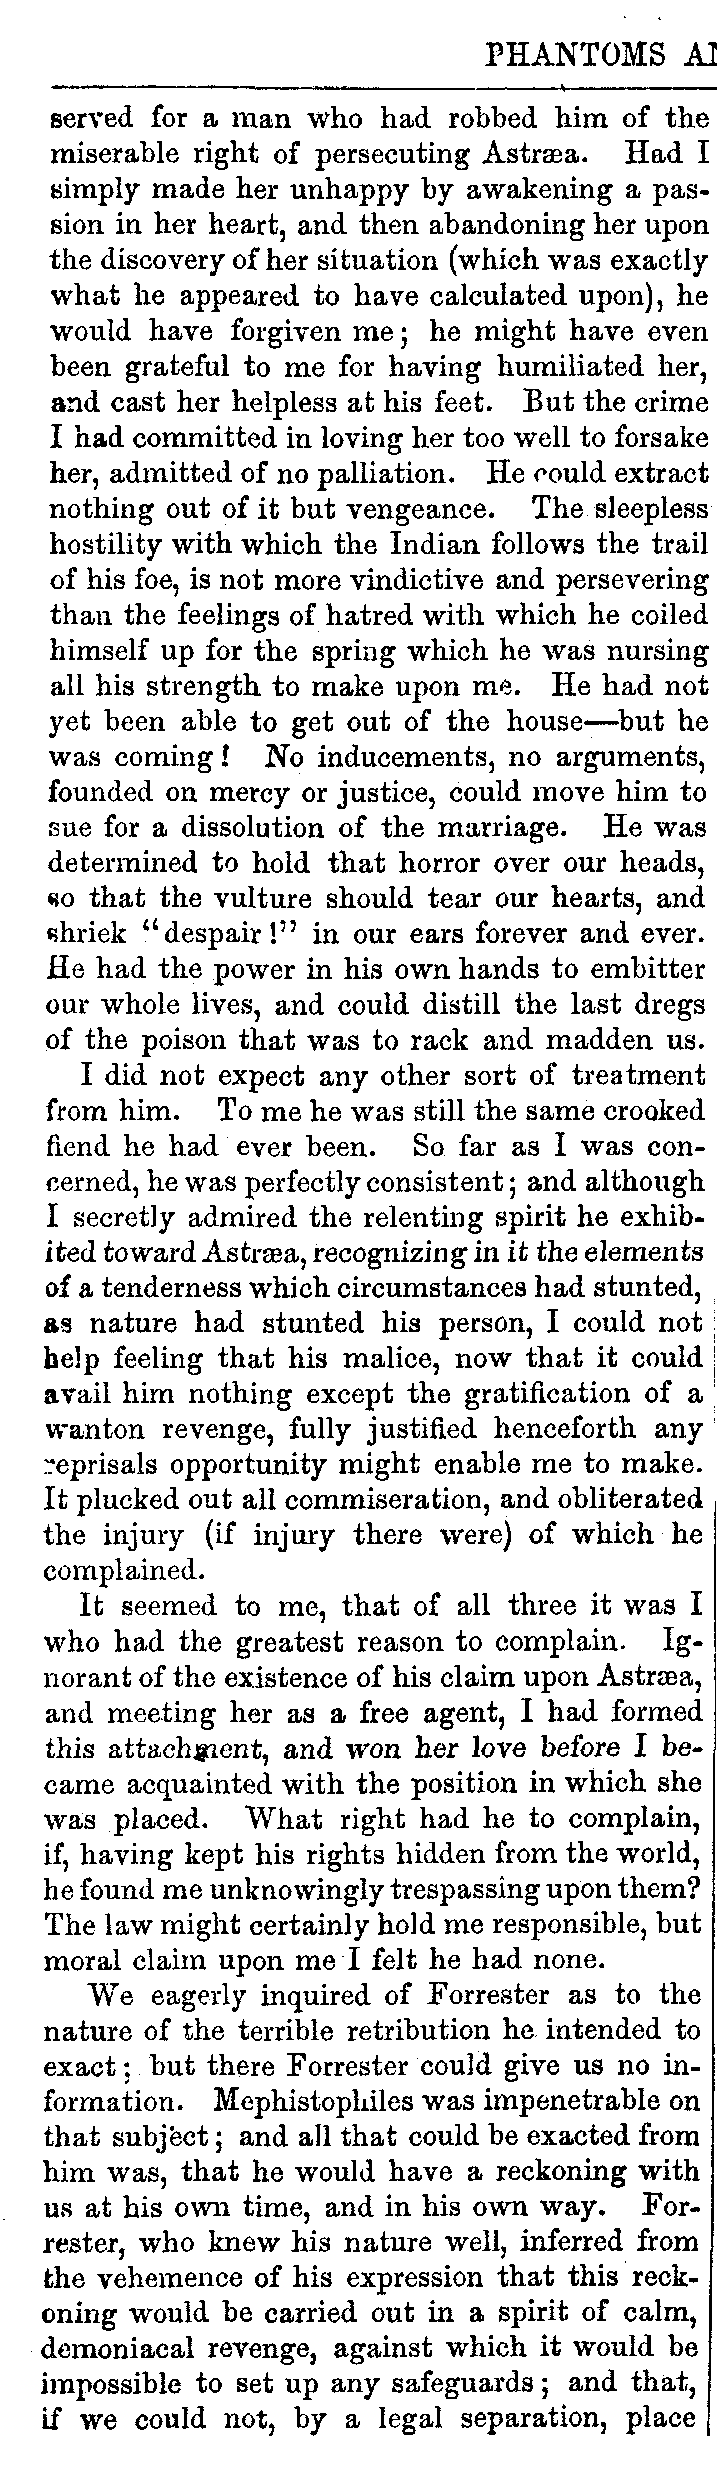 PHANTOMS AN
served for a man who had robbed him of the
miserable right of persecuting Astræa. Had I
simply made her unhappy by awakening a pas-
sion in her heart, and then abandoning her upon
the discovery of her situation (which was exactly
what he appeared to have calculated upon), he
would have forgiven me; he might have even
been grateful to me for having humiliated her,
and cast her helpless at his feet. But the crime
I had committed in loving her too well to forsake
her, admitted of no palliation. He could extract
nothing out of it but vengeance. The sleepless
hostility with which the Indian follows the trail
of his foe, is not more vindictive and persevering
than the feelings of hatred with which he coiled
himself up for the spring which he was nursing
all his strength to make upon me. He had not
yet been able to get out of the house—but he
was coming! No inducements, no arguments,
founded on mercy or justice, could move him to
sue for a dissolution of the marriage. He was
determined to hold that horror over our heads,
so that the vulture should tear our hearts, and
shriek "despair!" in our ears forever and ever.
He had the power in his own hands to embitter
our whole lives, and could distill the last dregs
of the poison that was to rack and madden us.
I did not expect any other sort of treatment
from him. To me he was still the same crooked
fiend he had ever been. So far as I was con-
cerned, he was perfectly consistent; and although
I secretly admired the relenting spirit he exhib-
ited toward Astræa, recognizing in it the elements
of a tenderness which circumstances had stunted,
as nature had stunted his person, I could not
help feeling that his malice, now that it could
avail him nothing except the gratification of a
wanton revenge, fully justified henceforth any
reprisals opportunity might enable me to make.
It plucked out all commiseration, and obliterated
the injury (if injury there were) of which he
complained.
It seemed to me, that of all three it was I
who had the greatest reason to complain. Ig-
norant of the existence of his claim upon Astræa,
and meeting her as a free agent, I had formed
this attachment, and won her love before I be-
came acquainted with the position in which she
was placed. What right had he to complain,
if, having kept his rights hidden from the world,
he found me unknowingly trespassing upon them?
The law might certainly hold me responsible, but
moral claim upon me I felt he had none.
We eagerly inquired of Forrester as to the
nature of the terrible retribution he intended to
exact; but there Forrester could give us no in-
formation. Mephistophiles was impenetrable on
that subject; and all that could be exacted from
him was, that he would have a reckoning with
us at his own time, and in his own way. For-
rester, who knew his nature well, inferred from
the vehemence of his expression that this reck-
oning would be carried out in a spirit of calm,
demoniacal revenge, against which it would be
impossible to set up any safeguards; and that,
if we could not, by a legal separation, place